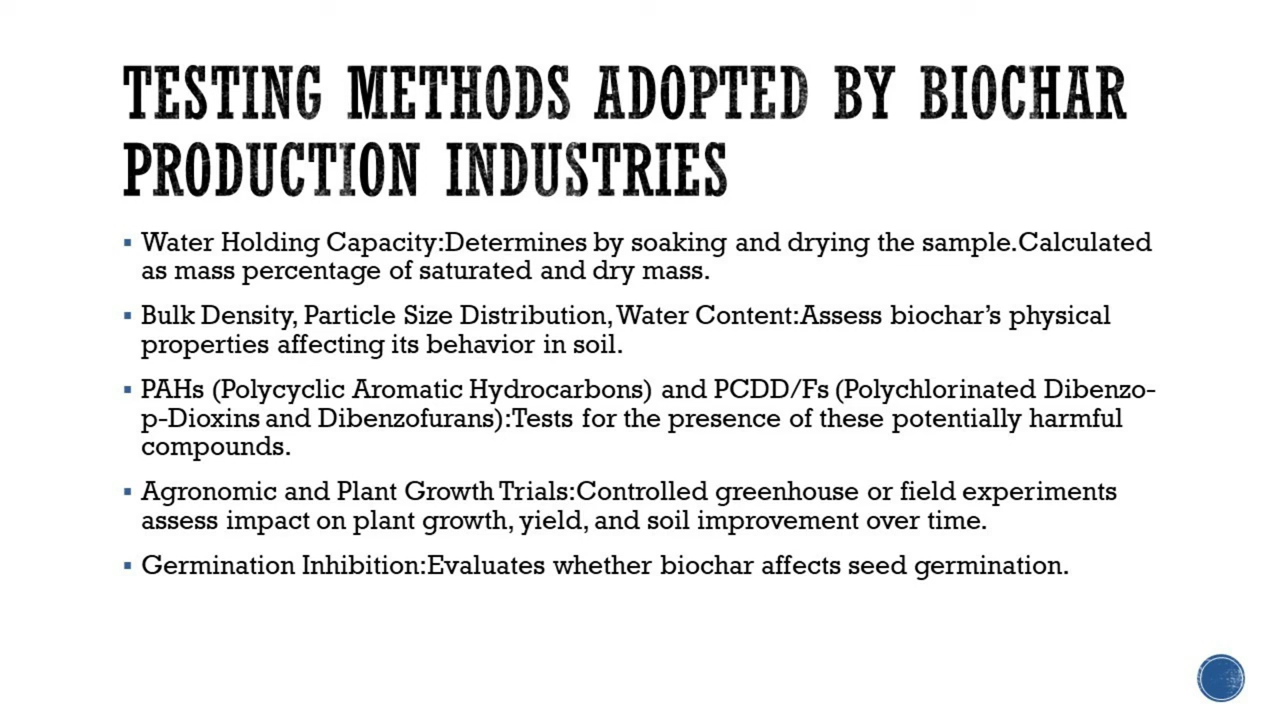 TESTING METHODS ADOPTED BY BIOCHAR
PRODUCTION INDUSTRIES
▪ Water Holding Capacity:Determines by soaking and drying the sample.Calculated
as mass percentage of saturated and dry mass.
▪ Bulk Density, Particle Size Distribution, Water Content:Assess biochar’s physical
properties affecting its behavior in soil.
▪ PAHs (Polycyclic Aromatic Hydrocarbons) and PCDD/Fs (Polychlorinated Dibenzo-
p-Dioxins and Dibenzofurans):Tests for the presence of these potentially harmful
compounds.
▪ Agronomic and Plant Growth Trials:Controlled greenhouse or field experiments
assess impact on plant growth, yield, and soil improvement over time.
▪ Germination Inhibition:Evaluates whether biochar affects seed germination.